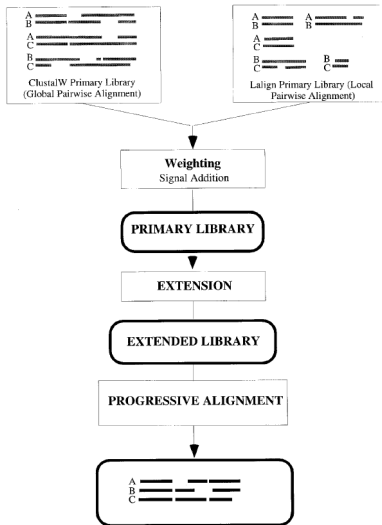 A
B
A
C
B
C
ClustalW Primary Library
(Global Pairwise Alignment)
A
B
A
B
A
C
B
C
B
C
Lalign Primary Library (Local
Pairwise Alignment)
Weighting
Signal Addition
PRIMARY LIBRARY
EXTENSION
EXTENDED LIBRARY
PROGRESSIVE ALIGNMENT
A
B
C